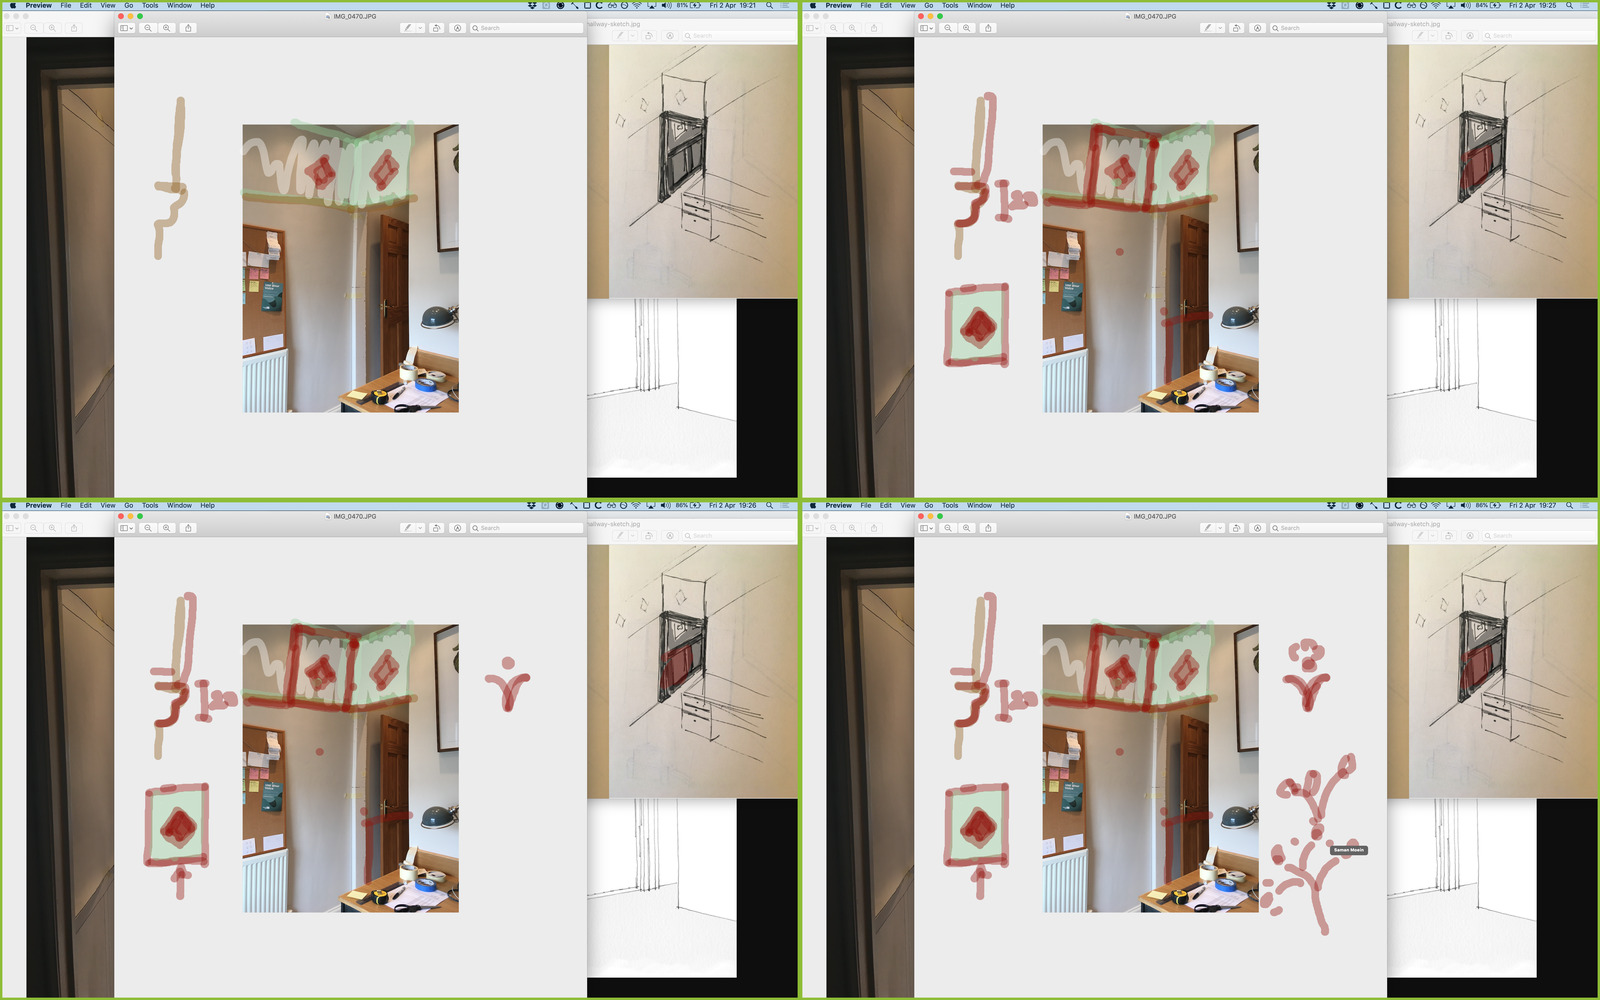 Preview File Edit View Go Tools Window Help 81% Fri 2 Apr 19:21
IMG_0470.JPG
hallway-sketch.jpg
Search
Search
Preview File Edit View Go Tools Window Help 84% Fri 2 Apr 19:25
IMG_0470.JPG
hallway-sketch.jpg
Search
Search
Preview File Edit View Go Tools Window Help 86% Fri 2 Apr 19:26
IMG_0470.JPG
hallway-sketch.jpg
Search
Search
Preview File Edit View Go Tools Window Help 86% Fri 2 Apr 19:27
IMG_0470.JPG
hallway-sketch.jpg
Search
Search
Saman Moein